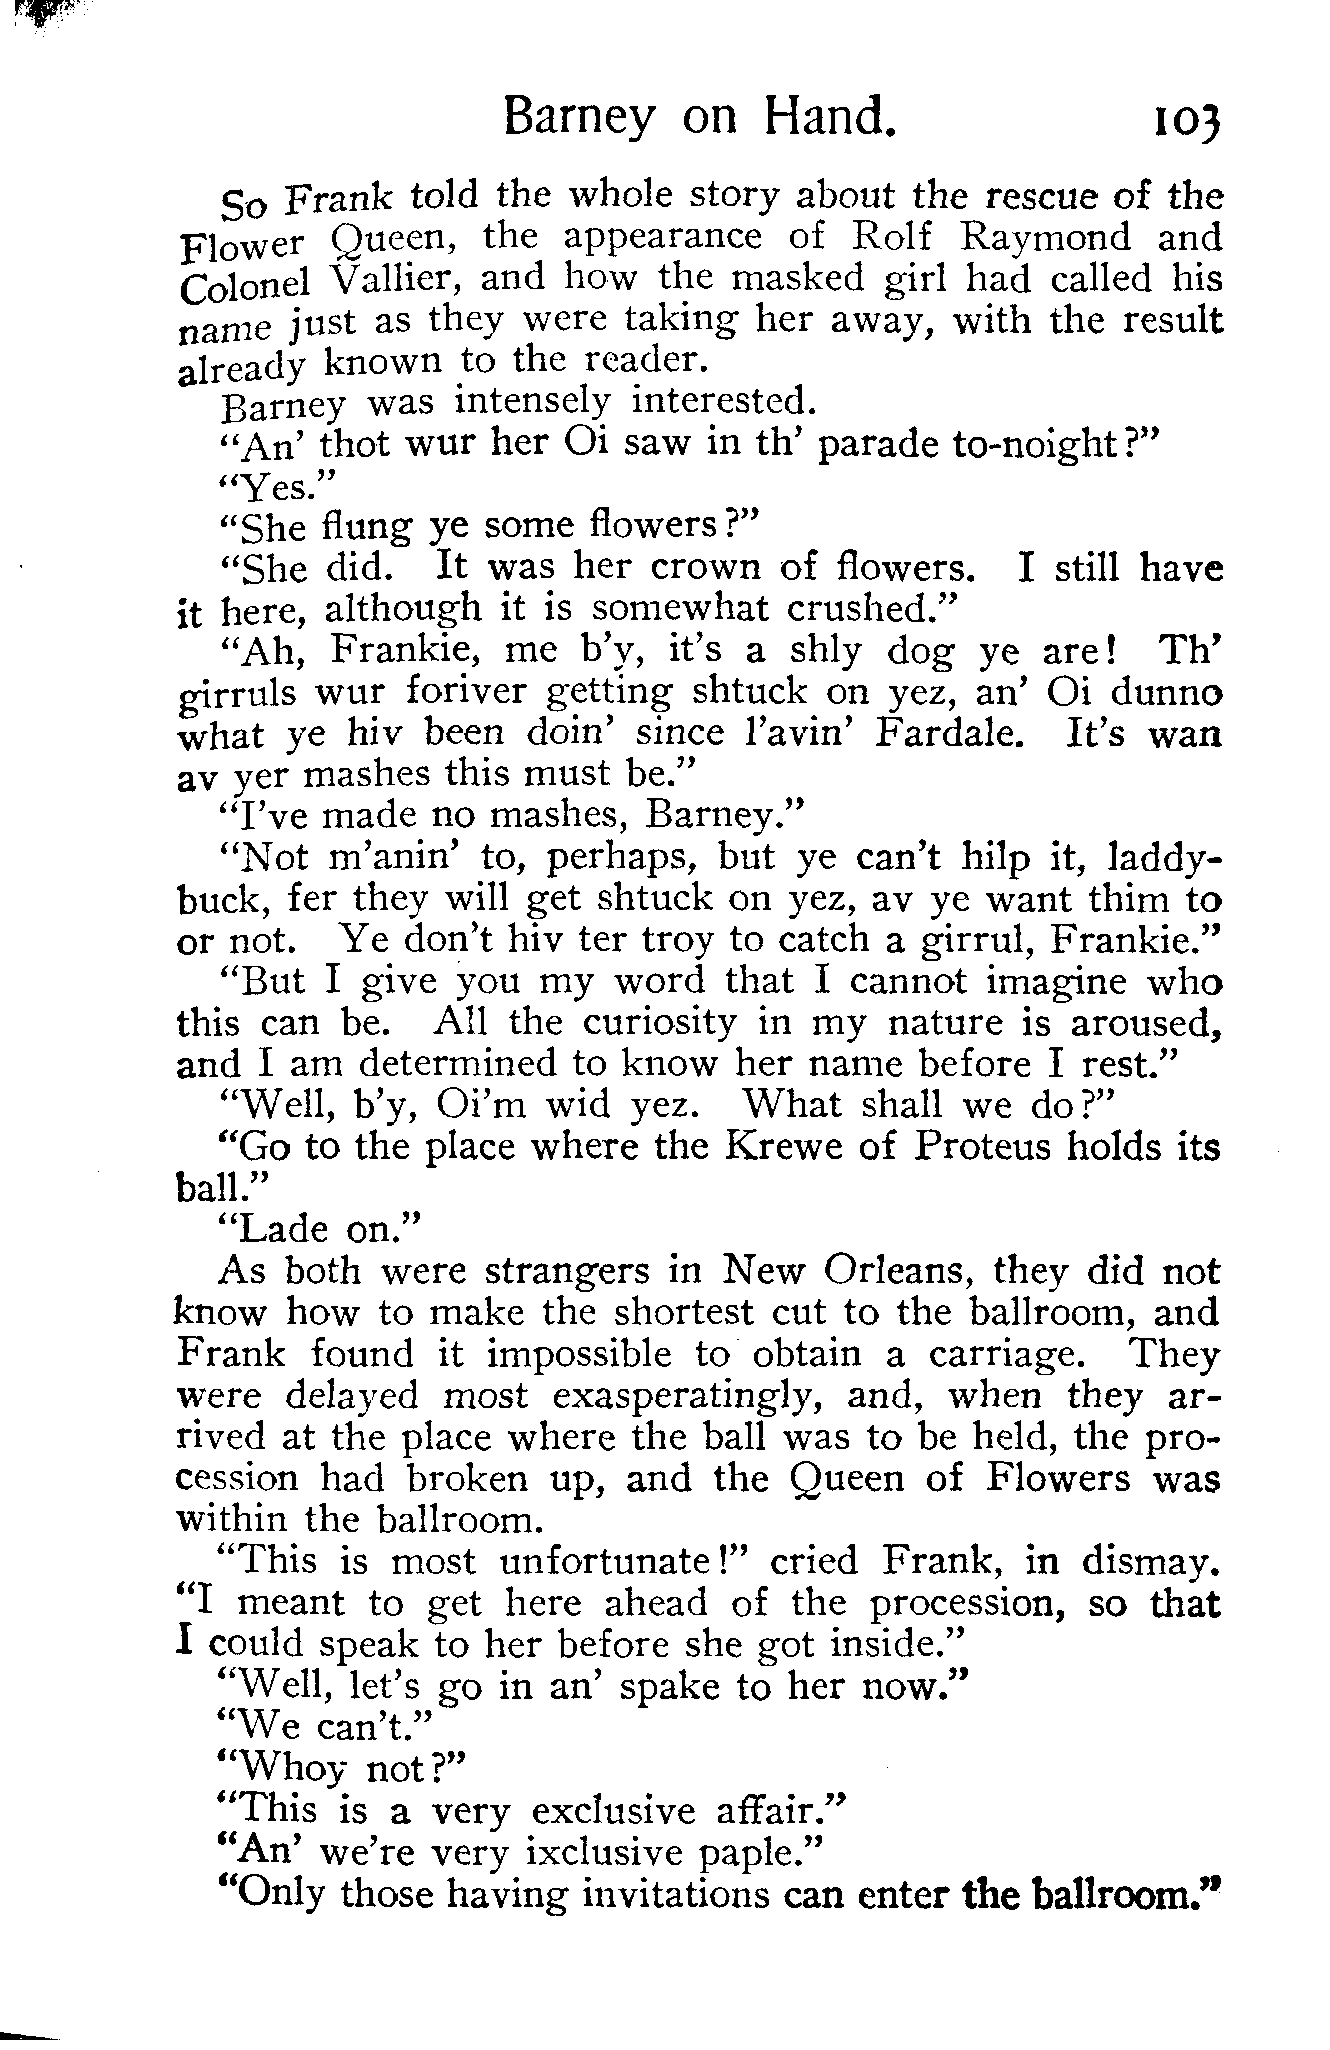 Barney on Hand. 103
So Frank told the whole story about the rescue of the
Flower Queen, the appearance of Rolf Raymond and
Colonel Vallier, and how the masked girl had called his
name just as they were taking her away, with the result
already known to the reader.
Barney was intensely interested.
“An’ thot wur her Oi saw in th’ parade to-noight?”
“Yes.”
“She flung ye some flowers?”
“She did. It was her crown of flowers. I still have
it here, although it is somewhat crushed.”
“Ah, Frankie, me b’y, it’s a shly dog ye are! Th’
girruls wur foriver getting shtuck on yez, an’ Oi dunno
what ye hiv been doin’ since l’avin’ Fardale. It’s wan
av yer mashes this must be.”
“I’ve made no mashes, Barney.”
“Not m’anin’ to, perhaps, but ye can’t hilp it, laddy-
buck, fer they will get shtuck on yez, av ye want thim to
or not. Ye don’t hiv ter troy to catch a girrul, Frankie.”
“But I give you my word that I cannot imagine who
this can be. All the curiosity in my nature is aroused,
and I am determined to know her name before I rest.”
“Well, b’y, Oi’m wid yez. What shall we do?”
“Go to the place where the Krewe of Proteus holds its
ball.”
“Lade on.”
As both were strangers in New Orleans, they did not
know how to make the shortest cut to the ballroom, and
Frank found it impossible to obtain a carriage. They
were delayed most exasperatingly, and, when they ar-
rived at the place where the ball was to be held, the pro-
cession had broken up, and the Queen of Flowers was
within the ballroom.
“This is most unfortunate!” cried Frank, in dismay.
“I meant to get here ahead of the procession, so that
I could speak to her before she got inside.”
“Well, let’s go in an’ spake to her now.”
“We can’t.”
“Whoy not?”
“This is a very exclusive affair.”
“An’ we’re very ixclusive paple.”
“Only those having invitations can enter the ballroom.”